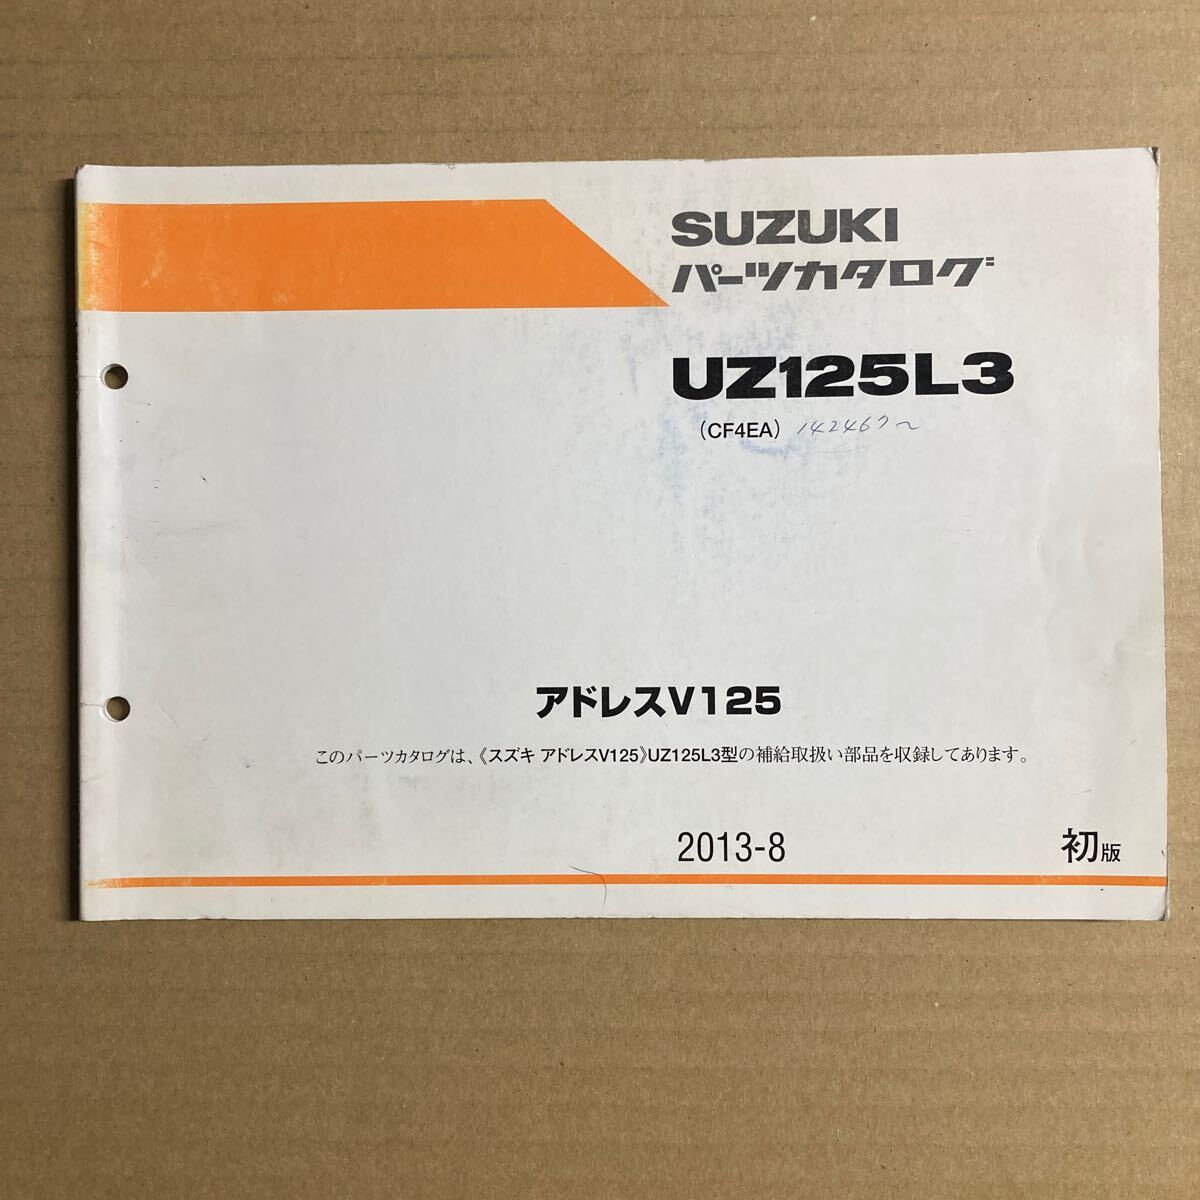 SUZUKI
パーツカタログ
UZ125L3
（CF4EA） 142467～
アドレスV125
このパーツカタログは、《スズキ アドレスV125》UZ125L3型の補給取扱い部品を収録してあります。
2013-8 初版